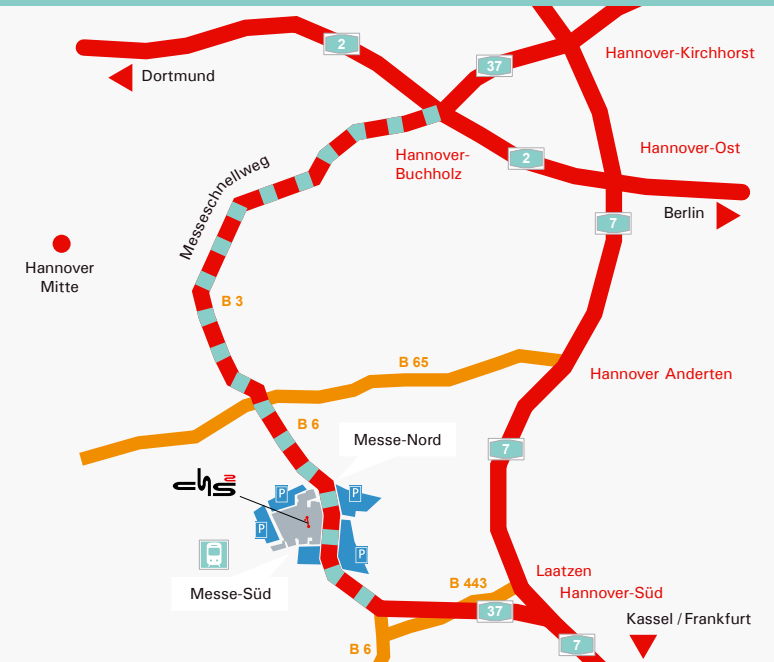 2
37
Hannover-Kirchhorst
Dortmund
Hannover-Ost
Hannover-
Buchholz
2
Messeschnellweg
Berlin
7
Hannover
Mitte
B 3
B 65
Hannover Anderten
B 6
Messe-Nord
7
chs2
P
P
P
P
Laatzen
B 443
Hannover-Süd
Messe-Süd
37
Kassel / Frankfurt
B 6
7